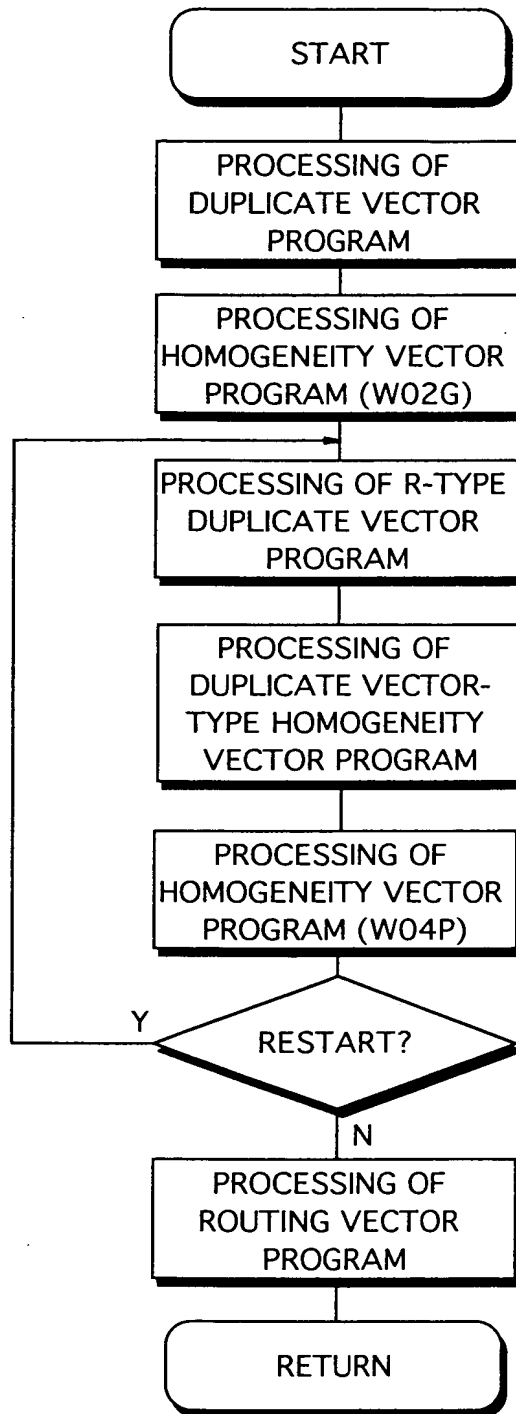 START
PROCESSING OF
DUPLICATE VECTOR
PROGRAM
PROCESSING OF
HOMOGENEITY VECTOR
PROGRAM (W02G)
PROCESSING OF R-TYPE
DUPLICATE VECTOR
PROGRAM
PROCESSING OF
DUPLICATE VECTOR-
TYPE HOMOGENEITY
VECTOR PROGRAM
PROCESSING OF
HOMOGENEITY VECTOR
PROGRAM (W04P)
Y
RESTART?
N
PROCESSING OF
ROUTING VECTOR
PROGRAM
RETURN